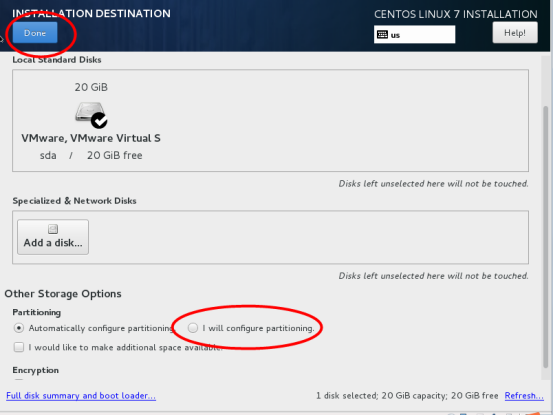 INSTALLATION DESTINATION
CENTOS LINUX 7 INSTALLATION
Done
us
Help!
Local Standard Disks
20 GiB
VMware, VMware Virtual S
sda / 20 GiB free
Disks left unselected here will not be touched.
Specialized & Network Disks
Add a disk...
Disks left unselected here will not be touched.
Other Storage Options
Partitioning
Automatically configure partitioning. I will configure partitioning.
I would like to make additional space available.
Encryption
Full disk summary and boot loader...
1 disk selected; 20 GiB capacity; 20 GiB free Refresh...